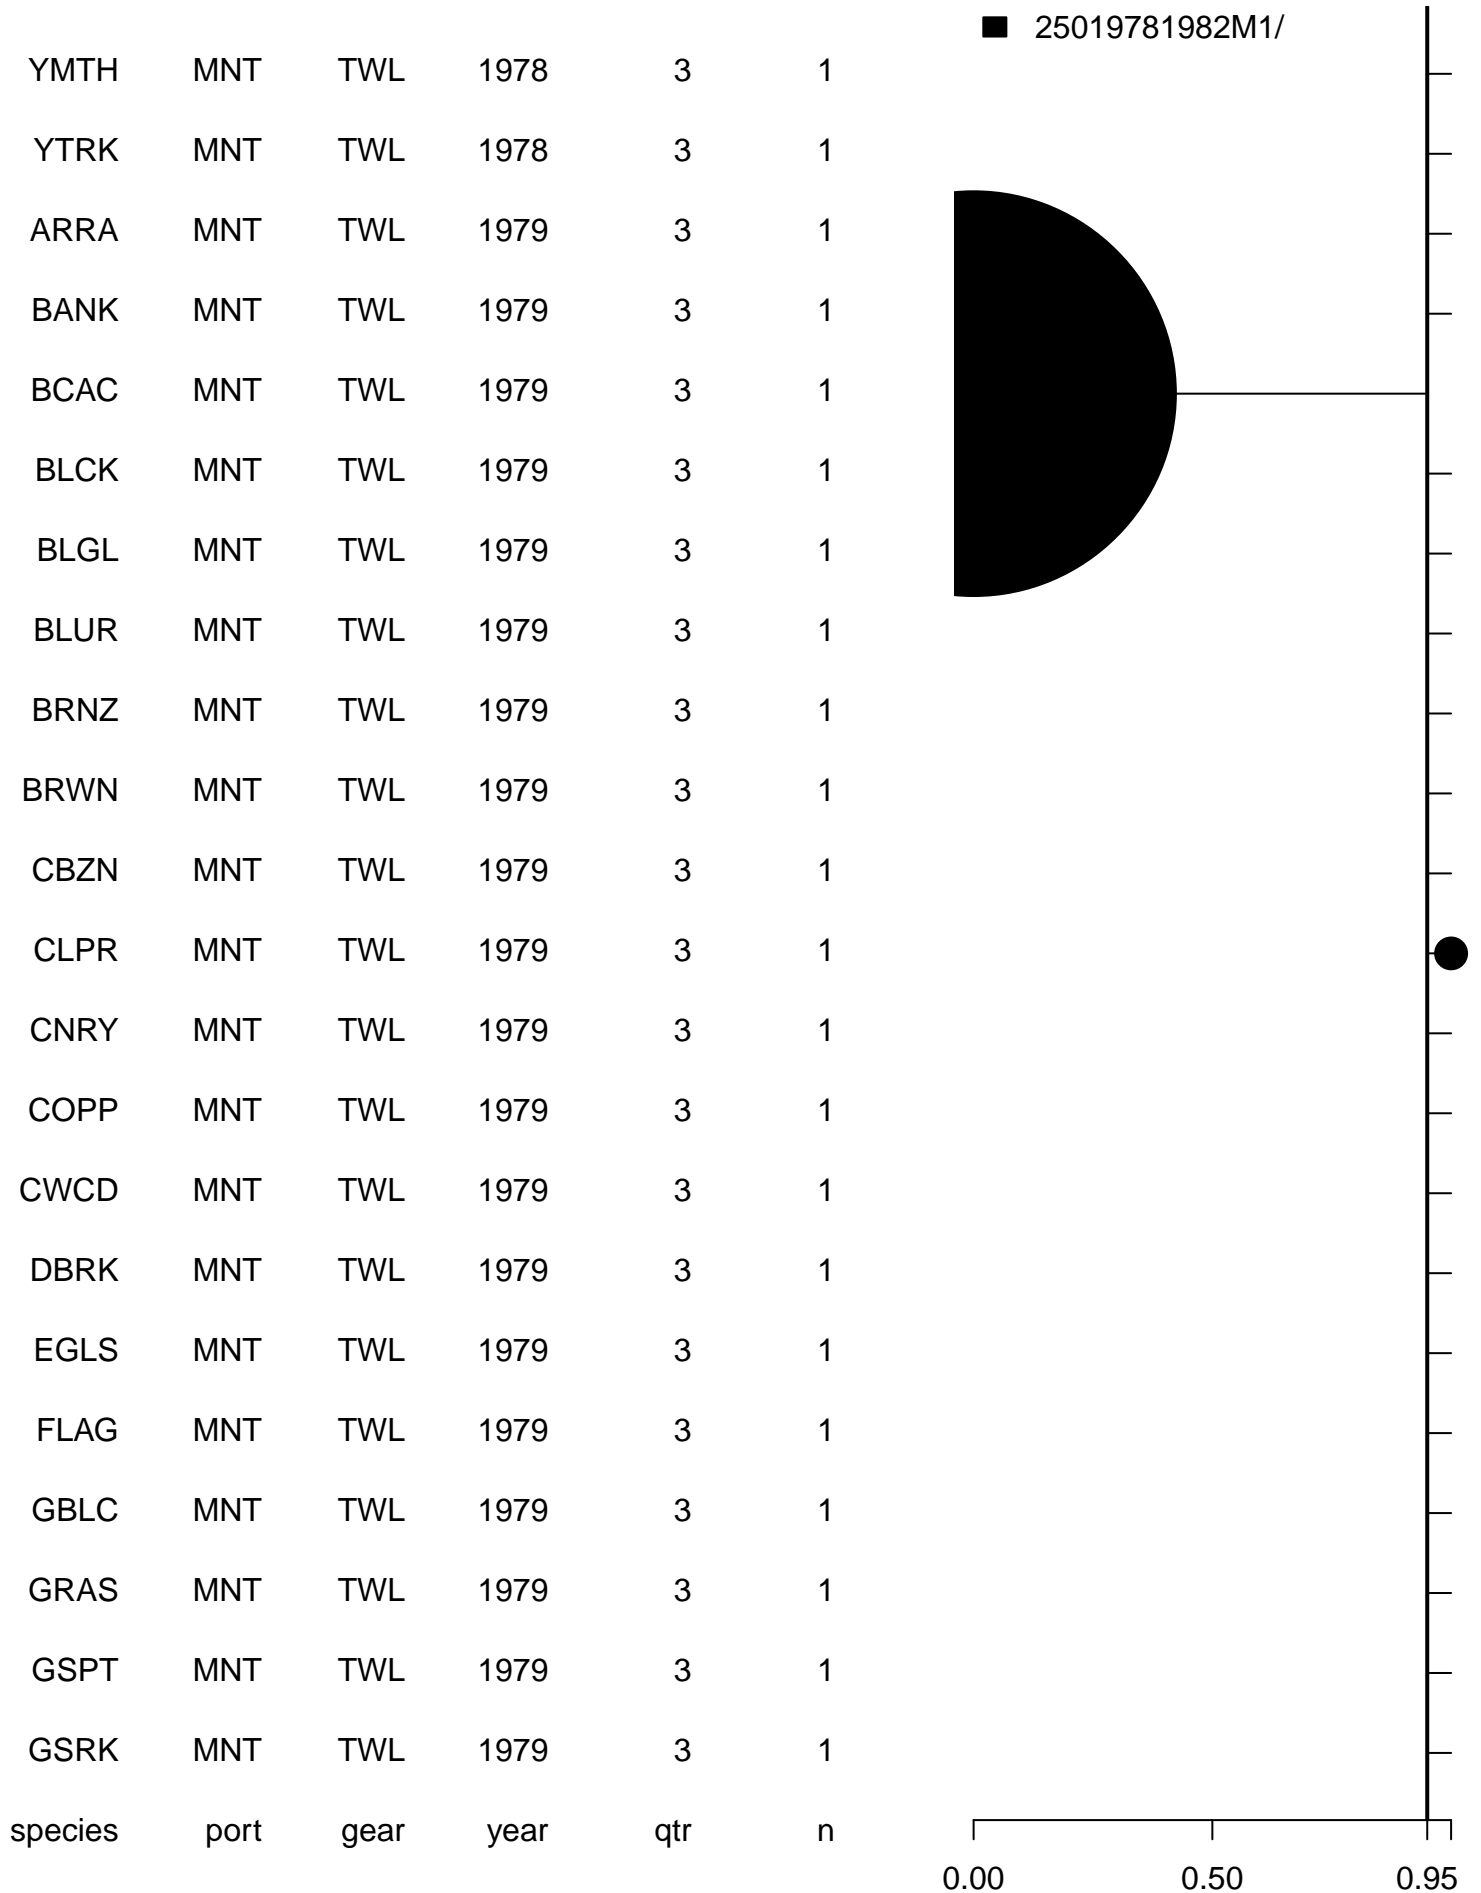 25019781982M1/
YMTH MNT TWL 1978 3 1
YTRK MNT TWL 1978 3 1
ARRA MNT TWL 1979 3 1
BANK MNT TWL 1979 3 1
BCAC MNT TWL 1979 3 1
BLCK MNT TWL 1979 3 1
BLGL MNT TWL 1979 3 1
BLUR MNT TWL 1979 3 1
BRNZ MNT TWL 1979 3 1
BRWN MNT TWL 1979 3 1
CBZN MNT TWL 1979 3 1
CLPR MNT TWL 1979 3 1
CNRY MNT TWL 1979 3 1
COPP MNT TWL 1979 3 1
CWCD MNT TWL 1979 3 1
DBRK MNT TWL 1979 3 1
EGLS MNT TWL 1979 3 1
FLAG MNT TWL 1979 3 1
GBLC MNT TWL 1979 3 1
GRAS MNT TWL 1979 3 1
GSPT MNT TWL 1979 3 1
GSRK MNT TWL 1979 3 1
species port gear year qtr n
0.00 0.50 0.95